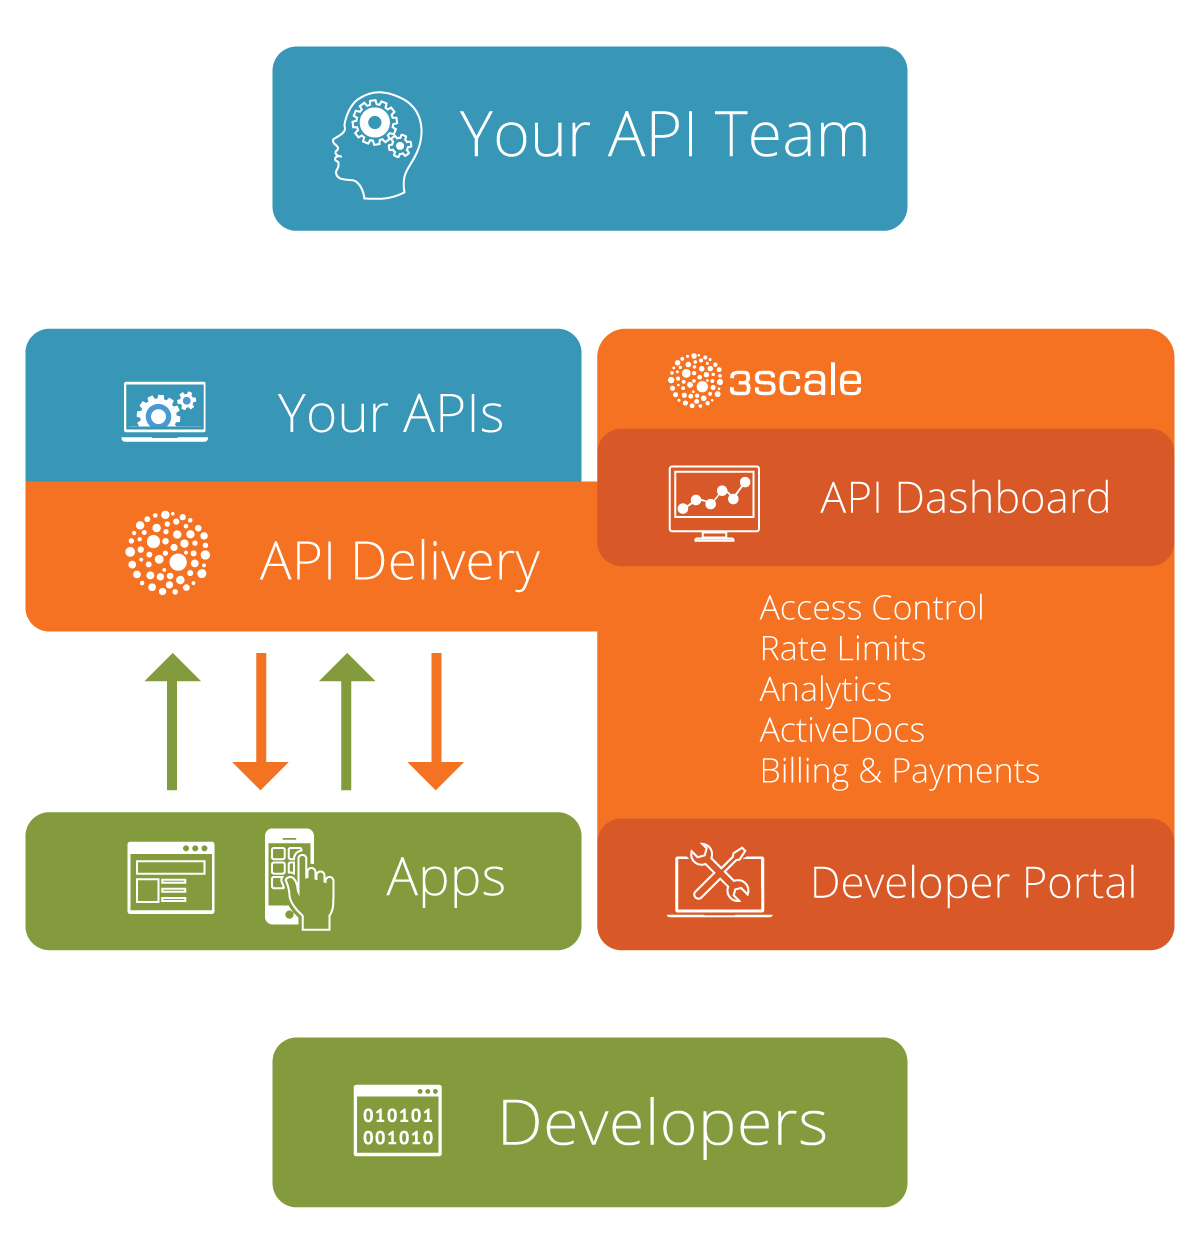 Your API Team
Your APIs
API Delivery
3scale
API Dashboard
Access Control
Rate Limits
Analytics
ActiveDocs
Billing & Payments
Apps
Developer Portal
010101
001010
Developers